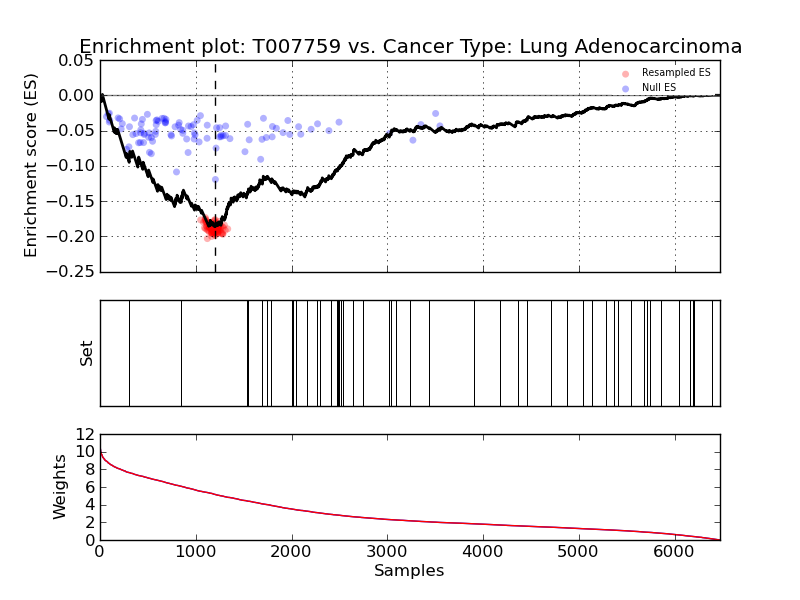 Enrichment plot: T007759 vs. Cancer Type: Lung Adenocarcinoma
Enrichment score (ES)
0.05
0.00
−0.05
−0.10
−0.15
−0.20
−0.25
Resampled ES
Null ES
Set
Weights
12
10
8
6
4
2
0
0 1000 2000 3000 4000 5000 6000
Samples